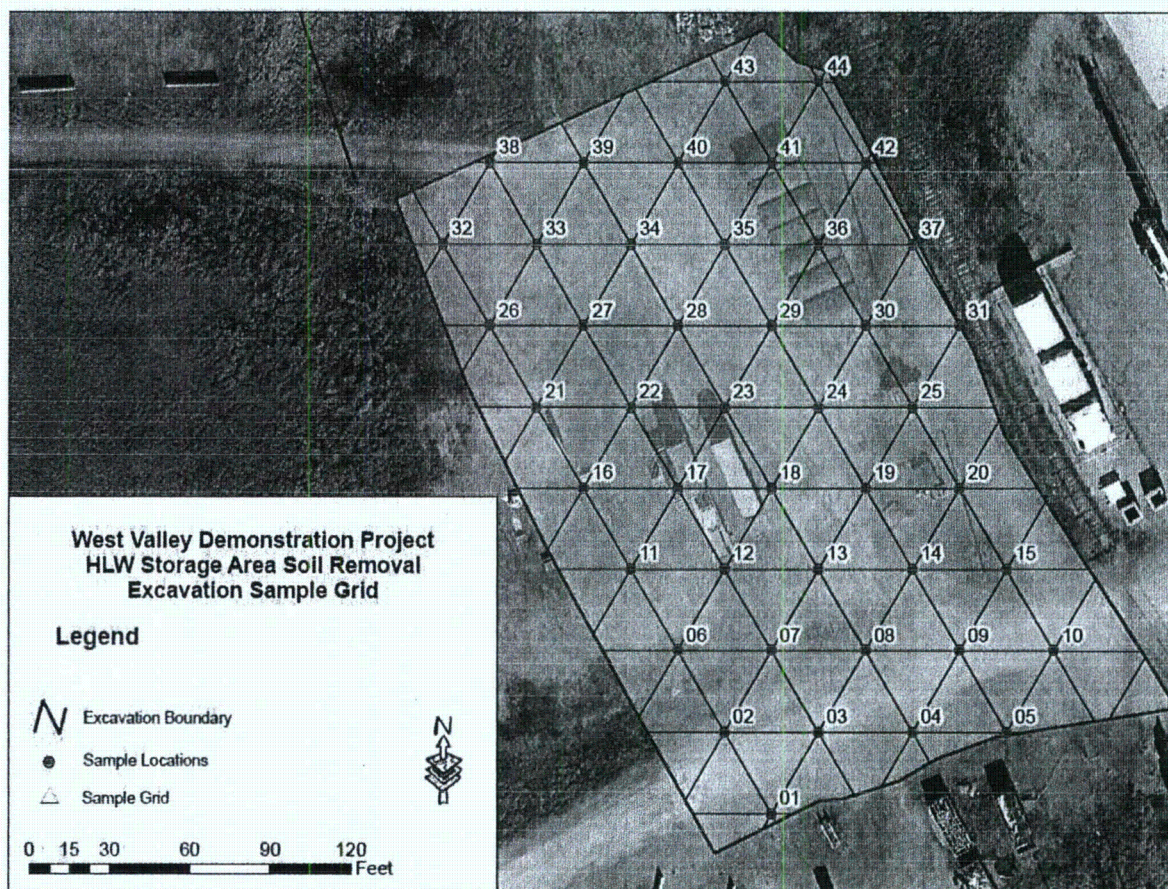 43 44
38 39 40 41 42
32 33 34 35 36 37
26 27 28 29 30 31
21 22 23 24 25
16 17 18 19 20
11 12 13 14 15
06 07 08 09 10
02 03 04 05
01
West Valley Demonstration Project
HLW Storage Area Soil Removal
Excavation Sample Grid
Legend
Excavation Boundary
Sample Locations
Sample Grid
N
0 15 30 60 90 120
Feet